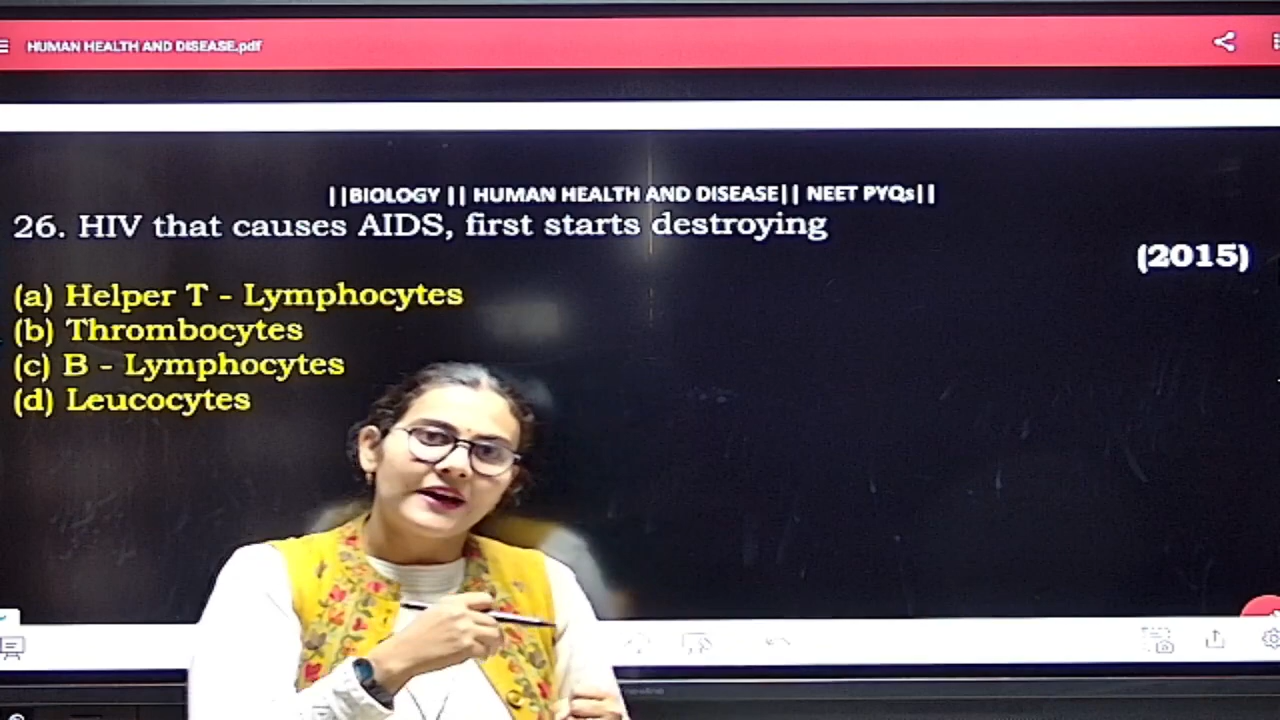 HUMAN HEALTH AND DISEASE.pdf
||BIOLOGY || HUMAN HEALTH AND DISEASE|| NEET PYQs||
26. HIV that causes AIDS, first starts destroying
(2015)
(a) Helper T - Lymphocytes
(b) Thrombocytes
(c) B - Lymphocytes
(d) Leucocytes
newline